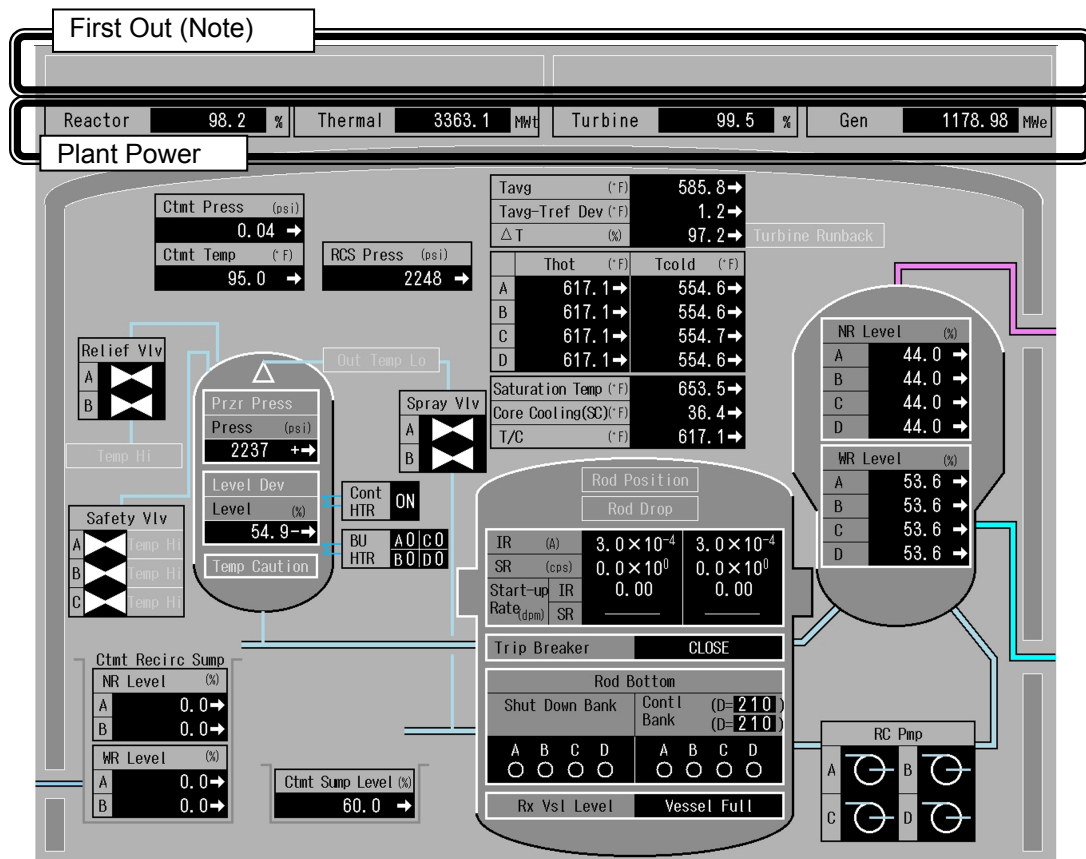 First Out (Note)
Reactor 98.2 % Thermal 3363.1 MWt Turbine 99.5 % Gen 1178.98 MWe
Plant Power
Ctmt Press (psi)
0.04 →
Ctmt Temp (°F)
95.0 →
RCS Press (psi)
2248 →
Tavg (°F) 585.8→
Tavg-Tref Dev (°F) 1.2→
△T (%) 97.2→
Turbine Runback
Thot (°F) Tcold (°F)
A 617.1→ 554.6→
B 617.1→ 554.6→
C 617.1→ 554.7→
D 617.1→ 554.6→
Saturation Temp (°F) 653.5→
Core Cooling(SC)(°F) 36.4→
T/C (°F) 617.1→
Relief Vlv
A
B
Temp Hi
Out Temp Lo
Przr Press
Press (psi)
2237 +→
Level Dev
Level (%)
54.9-→
Temp Caution
Spray Vlv
A
B
Cont HTR ON
BU HTR A0 C0
B0 D0
Safety Vlv
A Temp Hi
B Temp Hi
C Temp Hi
NR Level (%)
A 44.0 →
B 44.0 →
C 44.0 →
D 44.0 →
WR Level (%)
A 53.6 →
B 53.6 →
C 53.6 →
D 53.6 →
Rod Position
Rod Drop
IR (A) 3.0×10⁻⁴ 3.0×10⁻⁴
SR (cps) 0.0×10⁰ 0.0×10⁰
Start-up Rate(dpm) IR 0.00 0.00
SR
Trip Breaker CLOSE
Rod Bottom
Shut Down Bank
Contl Bank (D=210)
(D=210)
A B C D A B C D
Rx Vsl Level Vessel Full
Ctmt Recirc Sump
NR Level (%)
A 0.0→
B 0.0→
WR Level (%)
A 0.0→
B 0.0→
Ctmt Sump Level (%)
60.0 →
RC Pmp
A B
C D